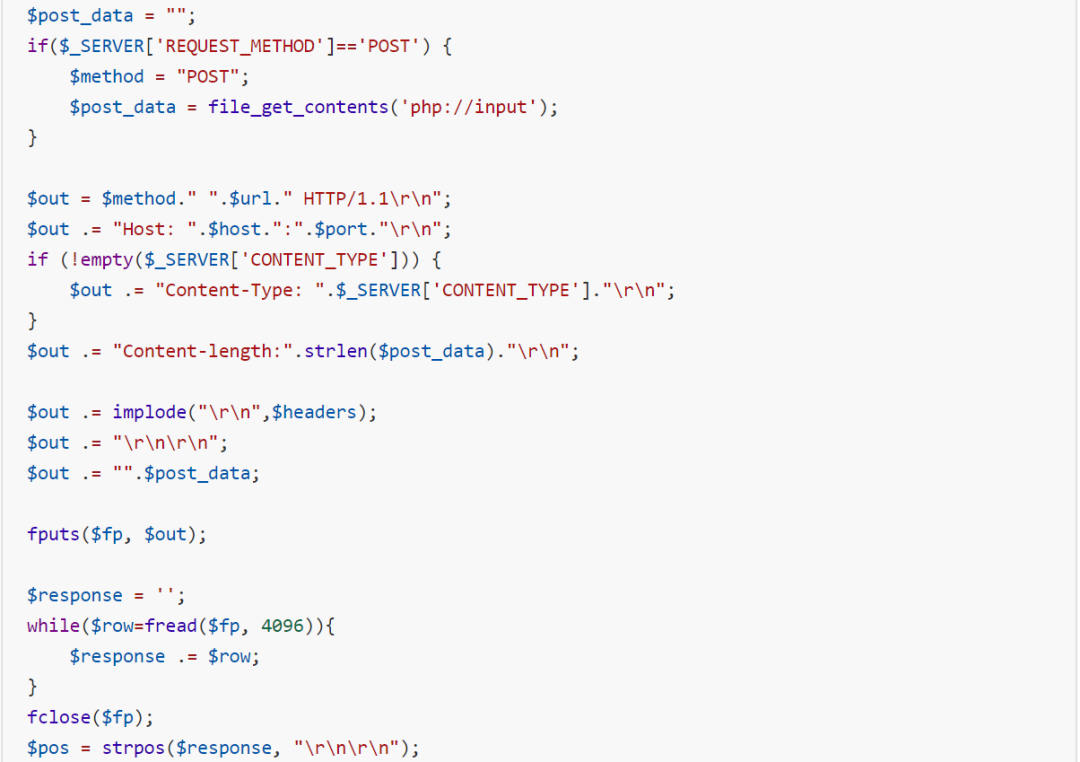 $post_data = "";
if($_SERVER['REQUEST_METHOD']=='POST') {
    $method = "POST";
    $post_data = file_get_contents('php://input');
}

$out = $method." ".$url." HTTP/1.1\r\n";
$out .= "Host: ".$host.":".$port."\r\n";
if (!empty($_SERVER['CONTENT_TYPE'])) {
    $out .= "Content-Type: ".$_SERVER['CONTENT_TYPE']."\r\n";
}
$out .= "Content-length:".strlen($post_data)."\r\n";

$out .= implode("\r\n",$headers);
$out .= "\r\n\r\n";
$out .= "".$post_data;

fputs($fp, $out);

$response = '';
while($row=fread($fp, 4096)){
    $response .= $row;
}
fclose($fp);
$pos = strpos($response, "\r\n\r\n");